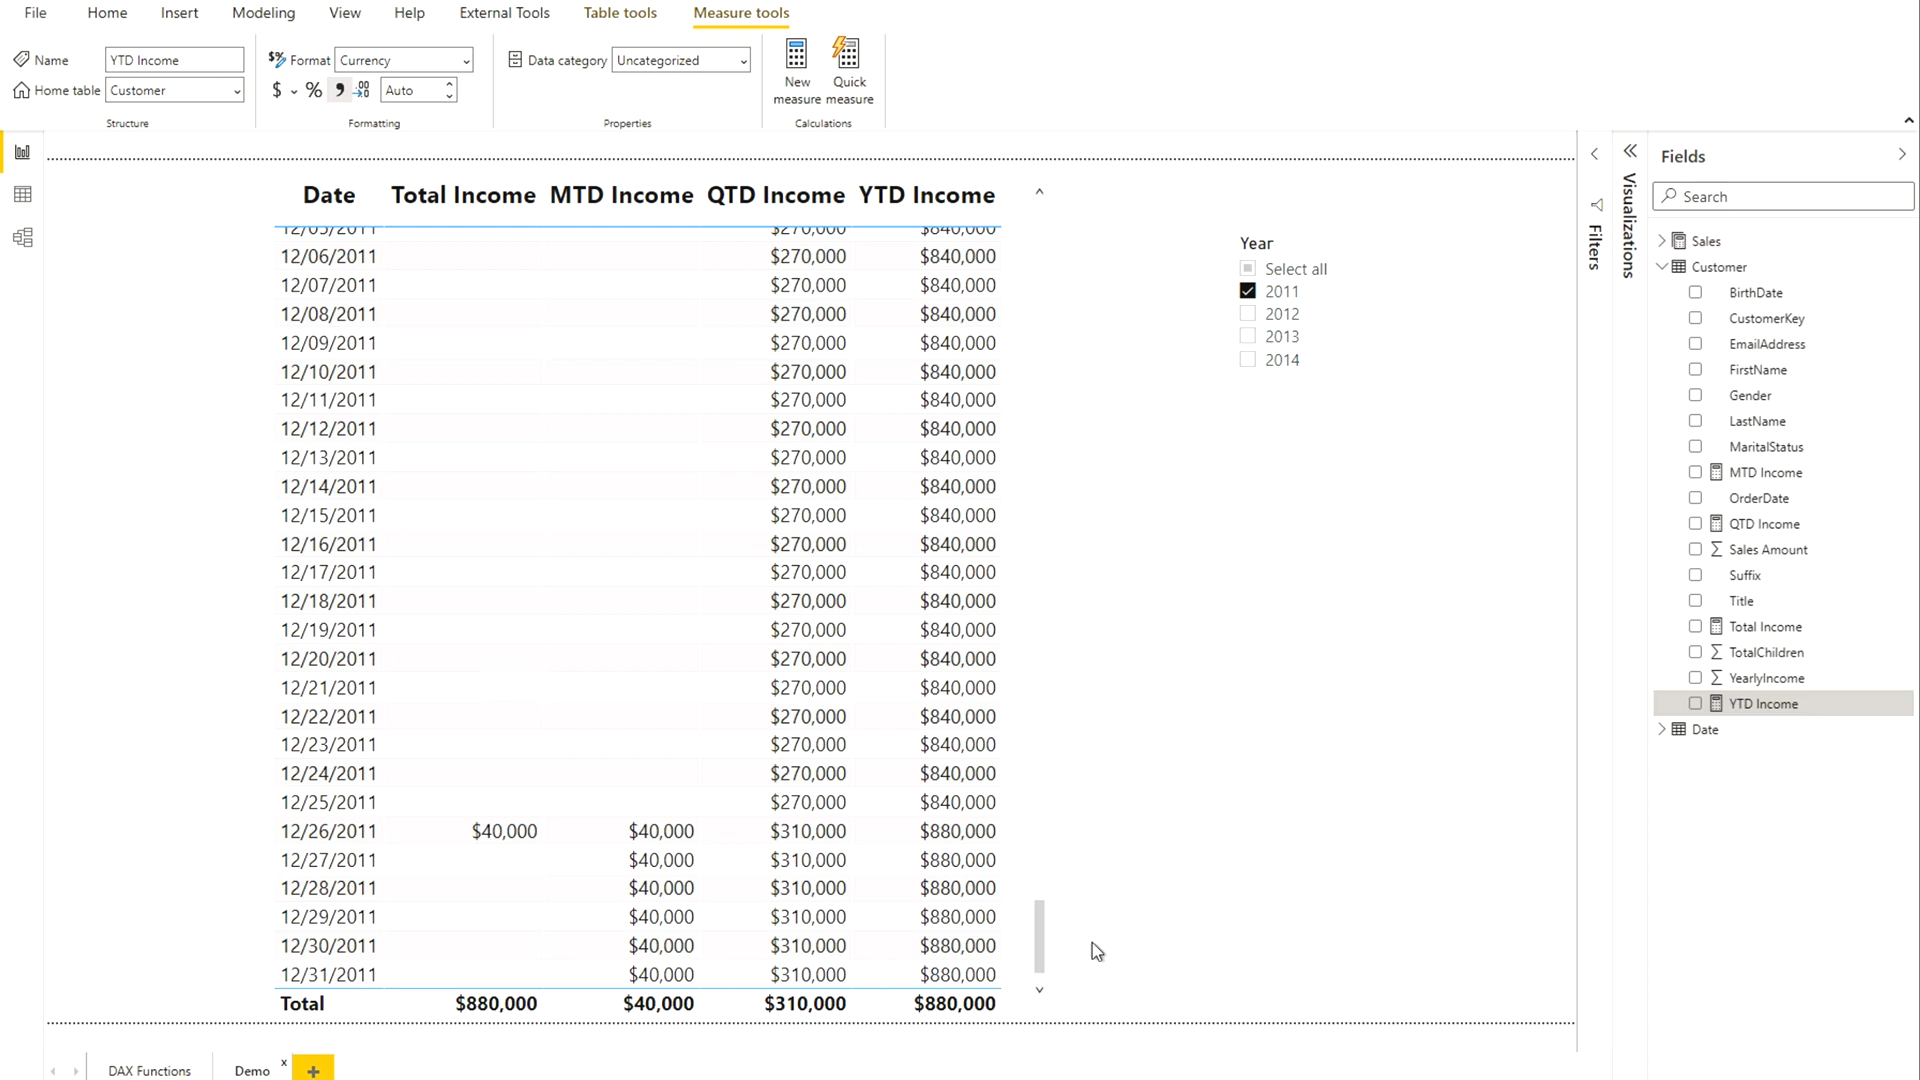 File Home Insert Modeling View Help External Tools Table tools Measure tools
Name YTD Income
Home table Customer
Structure
$% Format Currency
$ % , .00 Auto
Formatting
Data category Uncategorized
Properties
New measure
Quick measure
Calculations
Date Total Income MTD Income QTD Income YTD Income
12/05/2011 $270,000 $840,000
12/06/2011 $270,000 $840,000
12/07/2011 $270,000 $840,000
12/08/2011 $270,000 $840,000
12/09/2011 $270,000 $840,000
12/10/2011 $270,000 $840,000
12/11/2011 $270,000 $840,000
12/12/2011 $270,000 $840,000
12/13/2011 $270,000 $840,000
12/14/2011 $270,000 $840,000
12/15/2011 $270,000 $840,000
12/16/2011 $270,000 $840,000
12/17/2011 $270,000 $840,000
12/18/2011 $270,000 $840,000
12/19/2011 $270,000 $840,000
12/20/2011 $270,000 $840,000
12/21/2011 $270,000 $840,000
12/22/2011 $270,000 $840,000
12/23/2011 $270,000 $840,000
12/24/2011 $270,000 $840,000
12/25/2011 $270,000 $840,000
12/26/2011 $40,000 $40,000 $310,000 $880,000
12/27/2011 $40,000 $310,000 $880,000
12/28/2011 $40,000 $310,000 $880,000
12/29/2011 $40,000 $310,000 $880,000
12/30/2011 $40,000 $310,000 $880,000
12/31/2011 $40,000 $310,000 $880,000
Total $880,000 $40,000 $310,000 $880,000
Year
Select all
2011
2012
2013
2014
Filters
Visualizations
Fields
Search
Sales
Customer
BirthDate
CustomerKey
EmailAddress
FirstName
Gender
LastName
MaritalStatus
MTD Income
OrderDate
QTD Income
Σ Sales Amount
Suffix
Title
Total Income
Σ TotalChildren
Σ YearlyIncome
YTD Income
Date
DAX Functions Demo x +